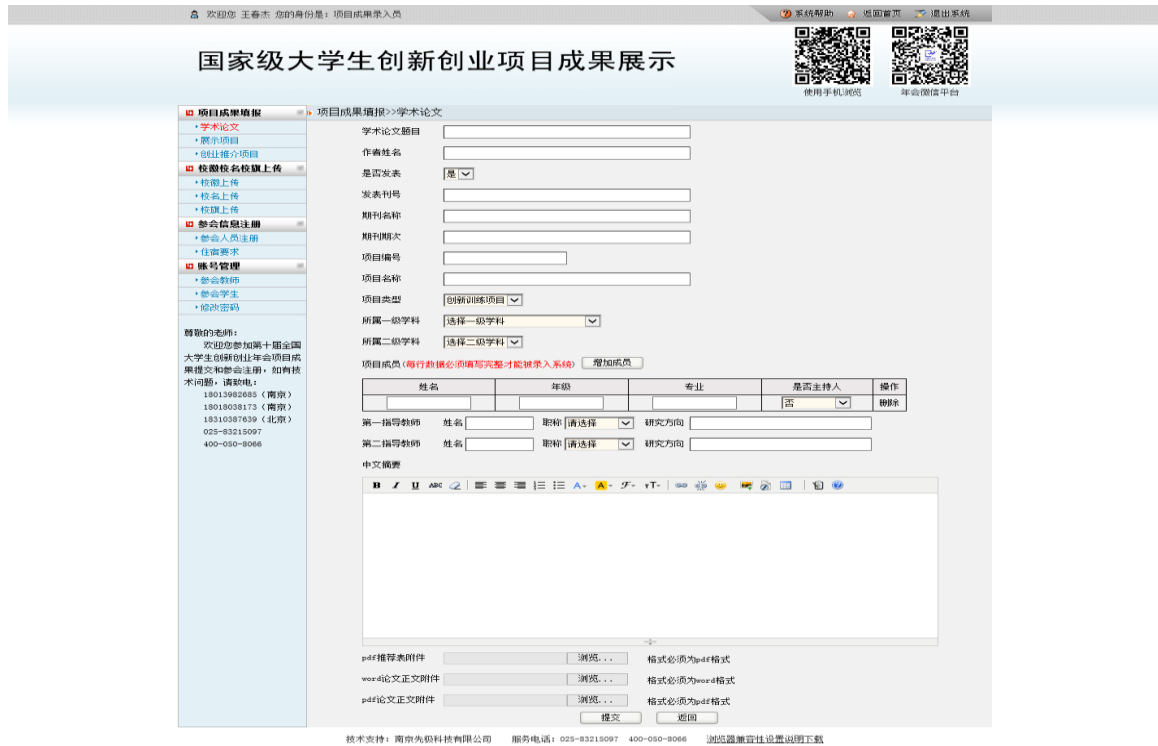 欢迎您 王春杰 您的身份是：项目成果录入员
系统帮助 返回首页 退出系统
国家级大学生创新创业项目成果展示
使用手机浏览 年会微信平台
项目成果填报
·学术论文
·展示项目
·创业推介项目
校徽校名校旗上传
·校徽上传
·校名上传
·校旗上传
参会信息注册
·参会人员注册
·住宿要求
账号管理
·参会教师
·参会学生
·修改密码
尊敬的老师：
欢迎您参加第十届全国
大学生创新创业年会项目成
果提交和参会注册，如有技
术问题，请致电：
18013982685（南京）
18018038173（南京）
18310387639（北京）
025-83215097
400-050-8066
项目成果填报>>学术论文
学术论文题目
作者姓名
是否发表 是
发表刊号
期刊名称
期刊期次
项目编号
项目名称
项目类型 创新训练项目
所属一级学科 选择一级学科
所属二级学科 选择二级学科
项目成员(每行数据必须填写完整才能被录入系统) 增加成员
姓名 年级 专业 是否主持人 操作
否 删除
第一指导教师 姓名 职称 请选择 研究方向
第二指导教师 姓名 职称 请选择 研究方向
中文摘要
B I U ABC A A F T
pdf推荐表附件 浏览... 格式必须为pdf格式
word论文正文附件 浏览... 格式必须为word格式
pdf论文正文附件 浏览... 格式必须为pdf格式
提交 返回
技术支持：南京先极科技有限公司 服务电话：025-83215097 400-050-8066 浏览器兼容性设置说明下载